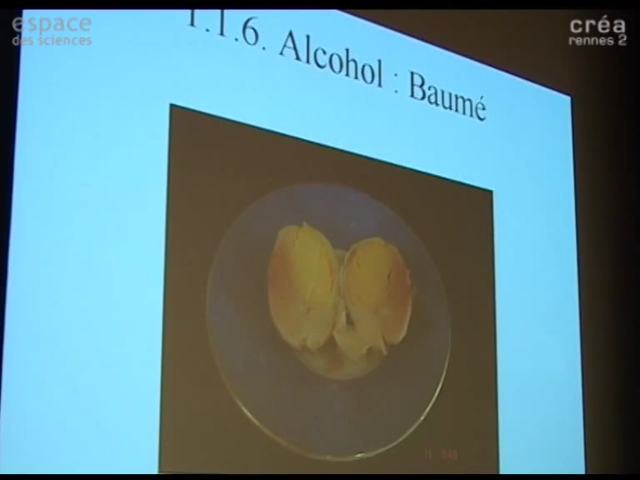 espace
des sciences
créa
rennes 2
1.1.6. Alcohol : Baumé